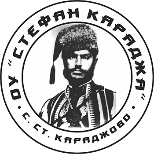 ОУ "СТЕФАН КАРАДЖА"
· С. СТ. КАРАДЖОВО ·